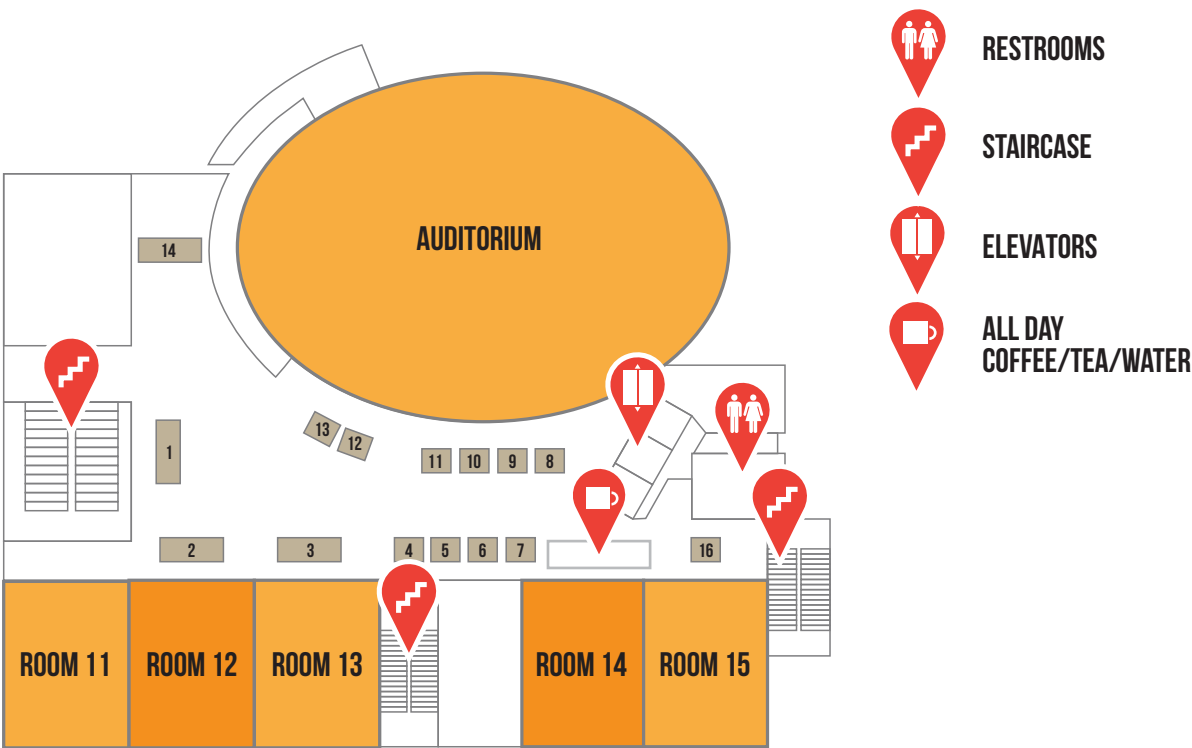 RESTROOMS
STAIRCASE
AUDITORIUM
14
ELEVATORS
ALL DAY
COFFEE/TEA/WATER
13
12
1
11
10
9
8
2
3
4
5
6
7
16
ROOM 11
ROOM 12
ROOM 13
ROOM 14
ROOM 15